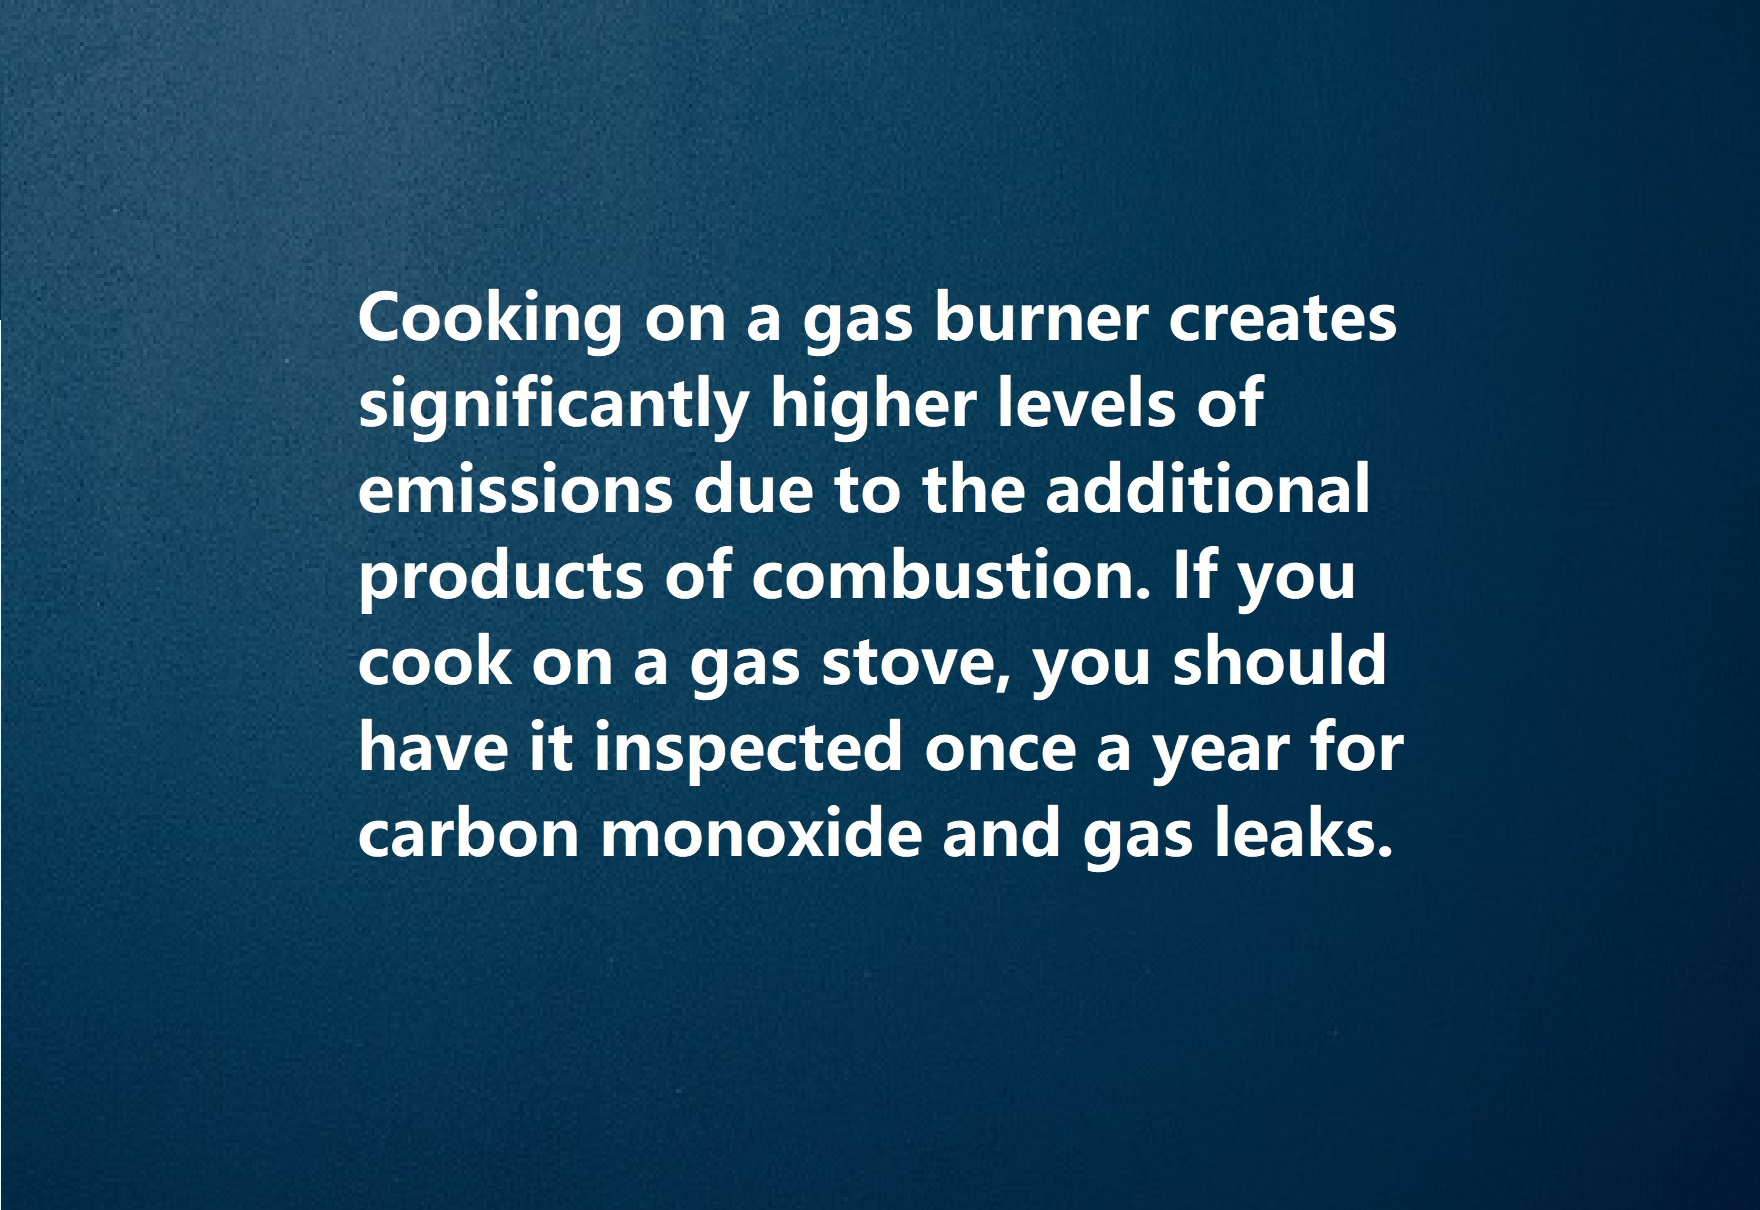 Cooking on a gas burner creates
significantly higher levels of
emissions due to the additional
products of combustion. If you
cook on a gas stove, you should
have it inspected once a year for
carbon monoxide and gas leaks.